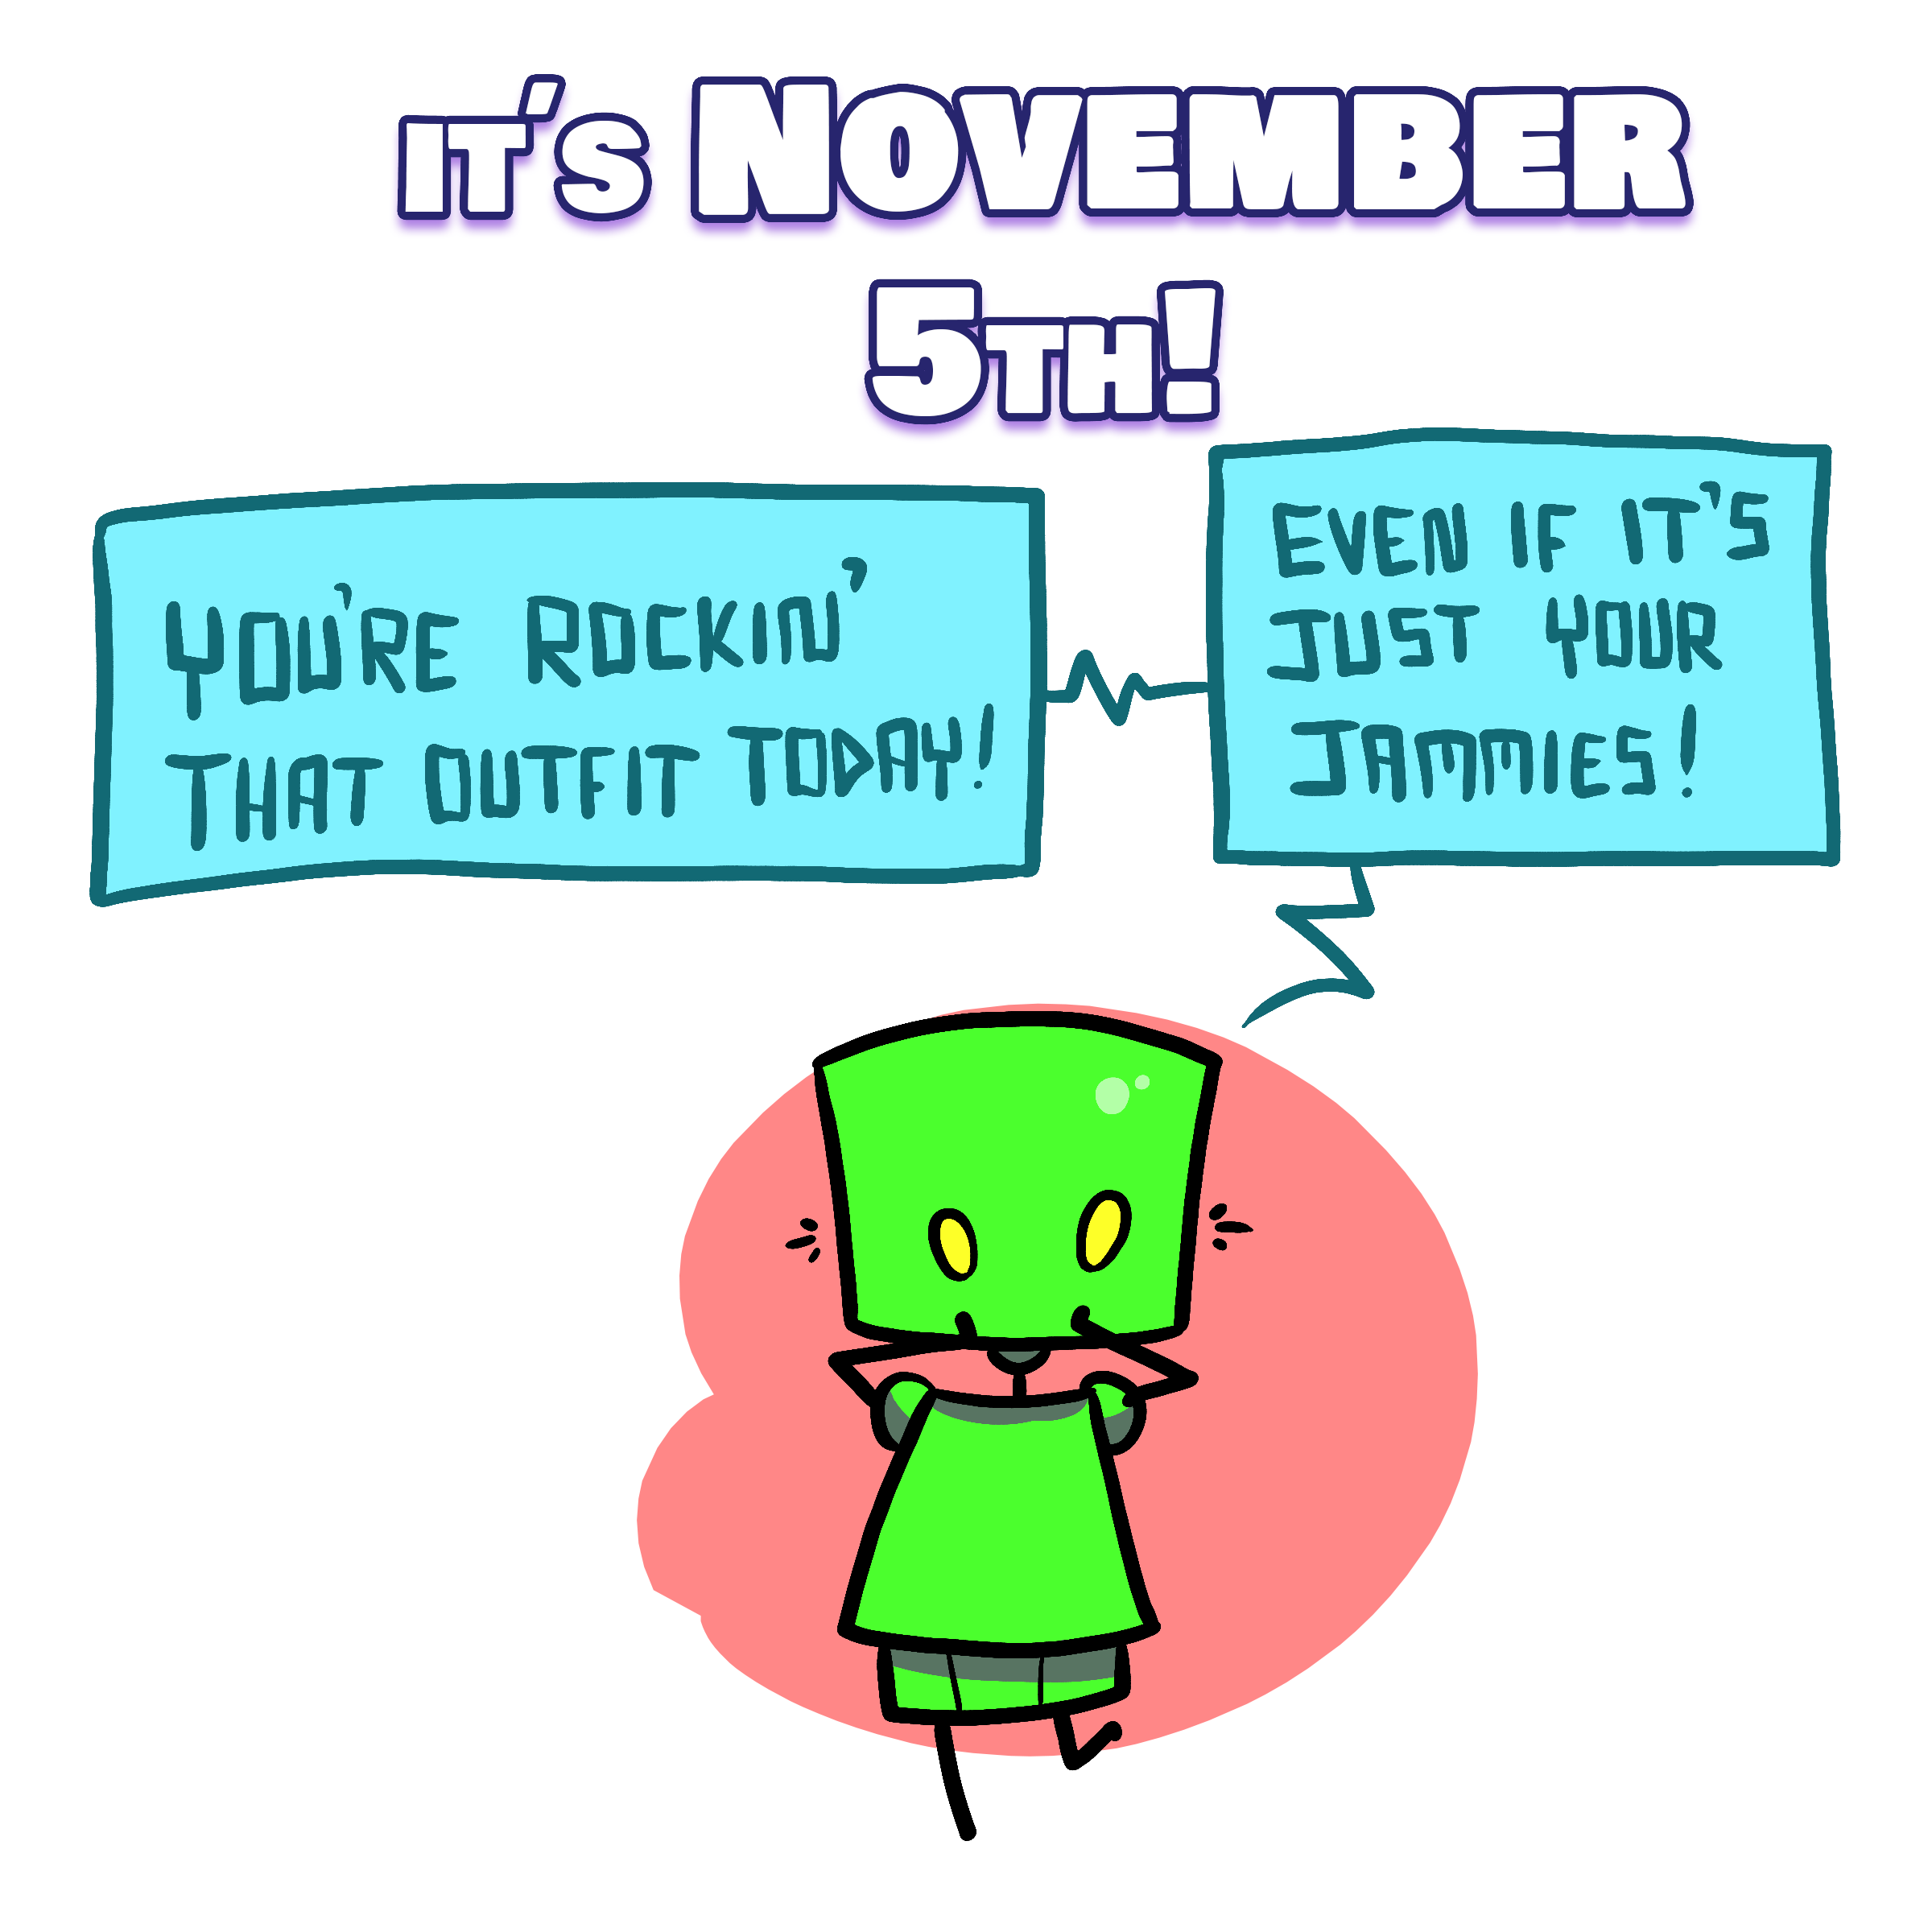 it's November
5th!
YOU'RE ROCKIN'
THAT OUTFIT TODAY!
EVEN IF IT'S
JUST YOUR
JAMMIES!